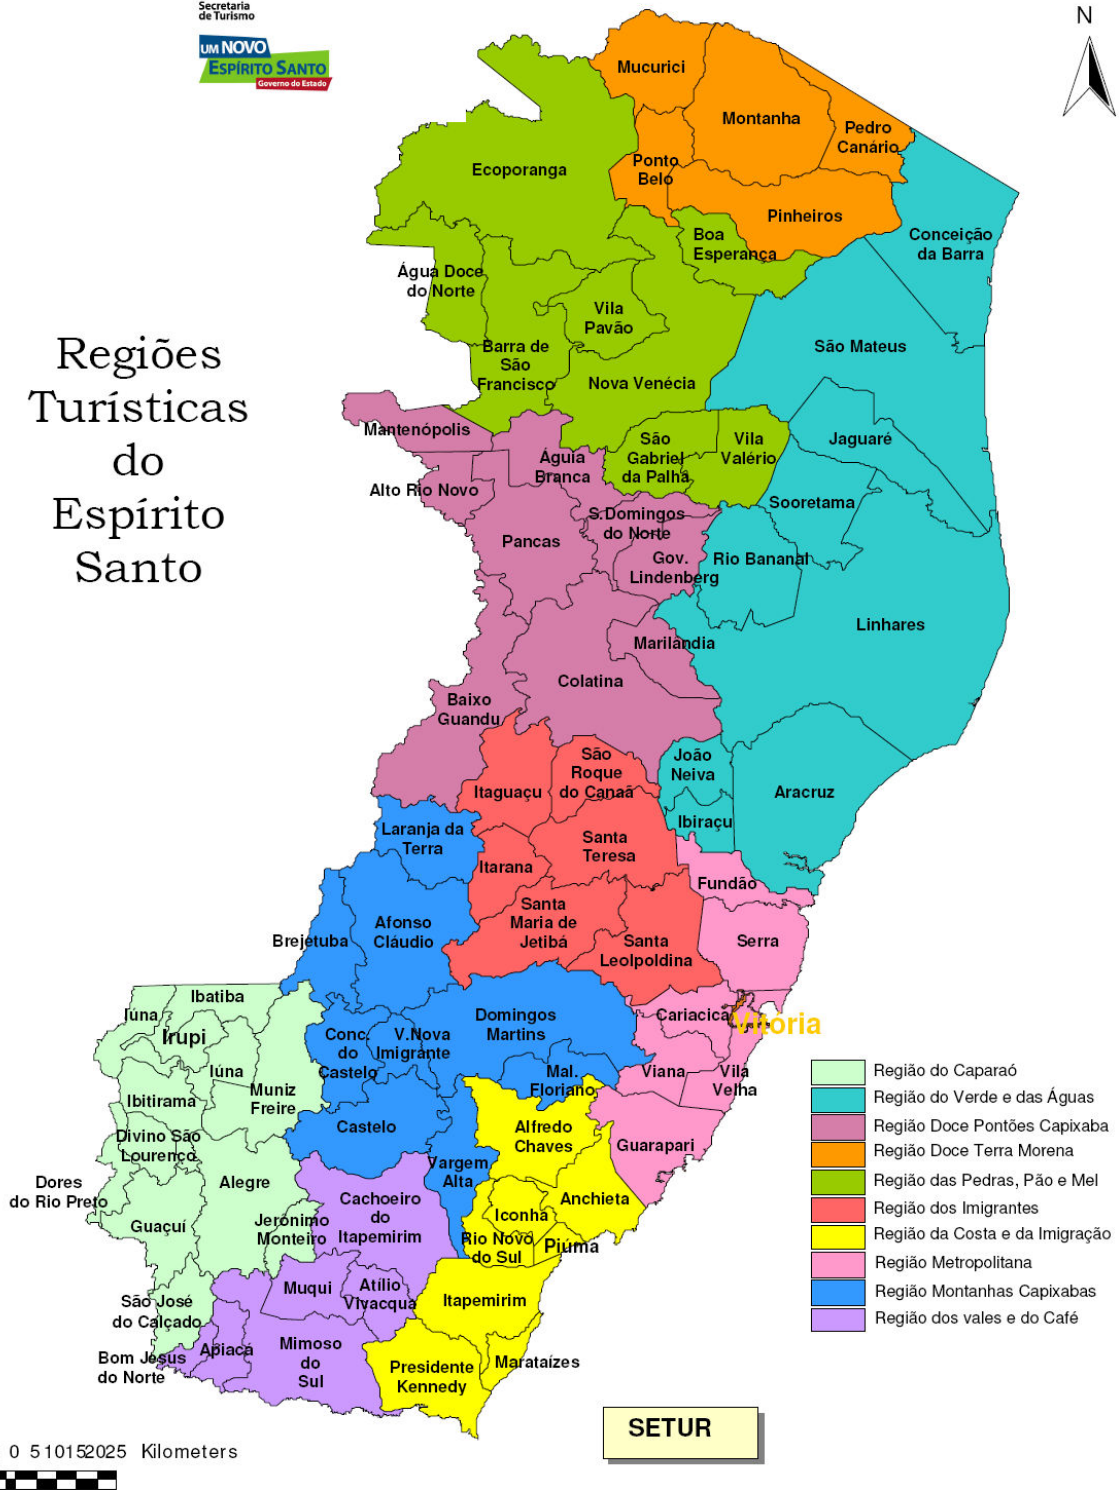 Secretaria
de Turismo
UM NOVO
ESPÍRITO SANTO
Governo do Estado
N
Regiões
Turísticas
do
Espírito
Santo
Mucurici
Montanha
Pedro
Canário
Ecoporanga
Ponto
Belo
Pinheiros
Boa
Esperança
Conceição
da Barra
Água Doce
do Norte
Vila
Pavão
Barra de
São
Francisco
São Mateus
Nova Venécia
Mantenópolis
Águia
Branca
São
Gabriel
da Palha
Vila
Valério
Jaguaré
Alto Rio Novo
Sooretama
S.Domingos
do Norte
Pancas
Gov.
Lindenberg
Rio Bananal
Linhares
Marilândia
Colatina
Baixo
Guandu
São
Roque
do Canaã
João
Neiva
Itaguaçu
Aracruz
Ibiraçu
Laranja da
Terra
Santa
Teresa
Itarana
Fundão
Afonso
Cláudio
Santa
Maria de
Jetibá
Brejetuba
Santa
Leolpoldina
Serra
Ibatiba
Iúna
Irupi
Conc.
do
Castelo
V.Nova
Imigrante
Domingos
Martins
Cariacica
Vitória
Iúna
Muniz
Freire
Mal.
Floriano
Viana
Vila
Velha
Ibitirama
Castelo
Alfredo
Chaves
Guarapari
Divino São
Lourenço
Vargem
Alta
Dores
do Rio Preto
Alegre
Cachoeiro
do
Itapemirim
Anchieta
Iconha
Guaçuí
Jerônimo
Monteiro
Rio Novo
do Sul
Piúma
Muqui
Atílio
Vivacqua
Itapemirim
São José
do Calçado
Apiacá
Mimoso
do
Sul
Bom Jesus
do Norte
Presidente
Kennedy
Marataízes
Região do Caparaó
Região do Verde e das Águas
Região Doce Pontões Capixaba
Região Doce Terra Morena
Região das Pedras, Pão e Mel
Região dos Imigrantes
Região da Costa e da Imigração
Região Metropolitana
Região Montanhas Capixabas
Região dos vales e do Café
SETUR
0 5 10152025 Kilometers